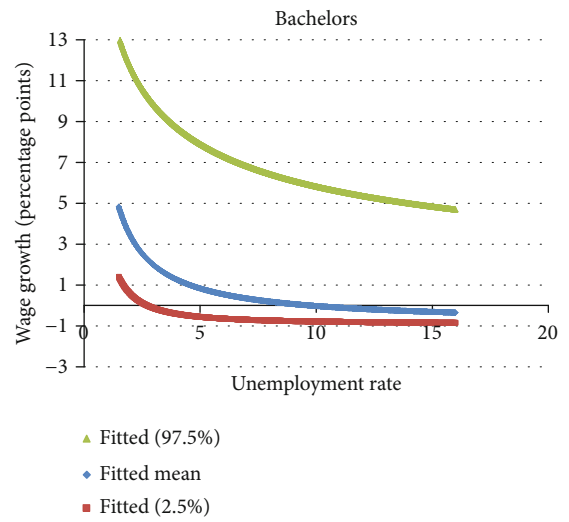 Bachelors
Wage growth (percentage points)
13
11
9
7
5
3
1
−1
−3
0
5
10
15
20
Unemployment rate
Fitted (97.5%)
Fitted mean
Fitted (2.5%)